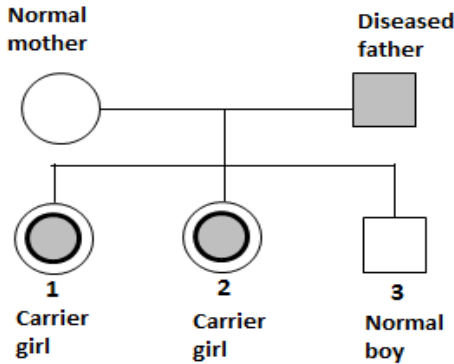 Normal
mother
Diseased
father
1
Carrier
girl
2
Carrier
girl
3
Normal
boy